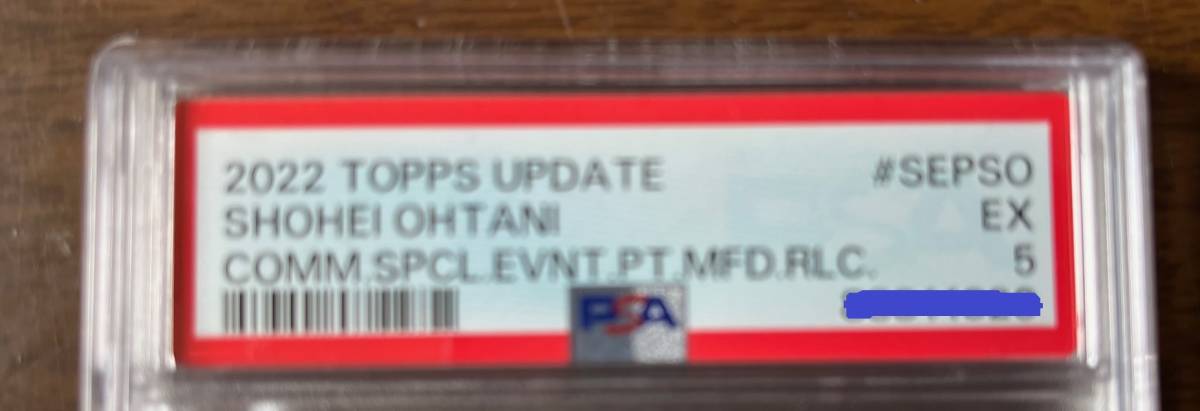 2022 TOPPS UPDATE #SEPSO
SHOHEI OHTANI EX
COMM.SPCL.EVNT.PT.MFD.RLC. 5
PSA